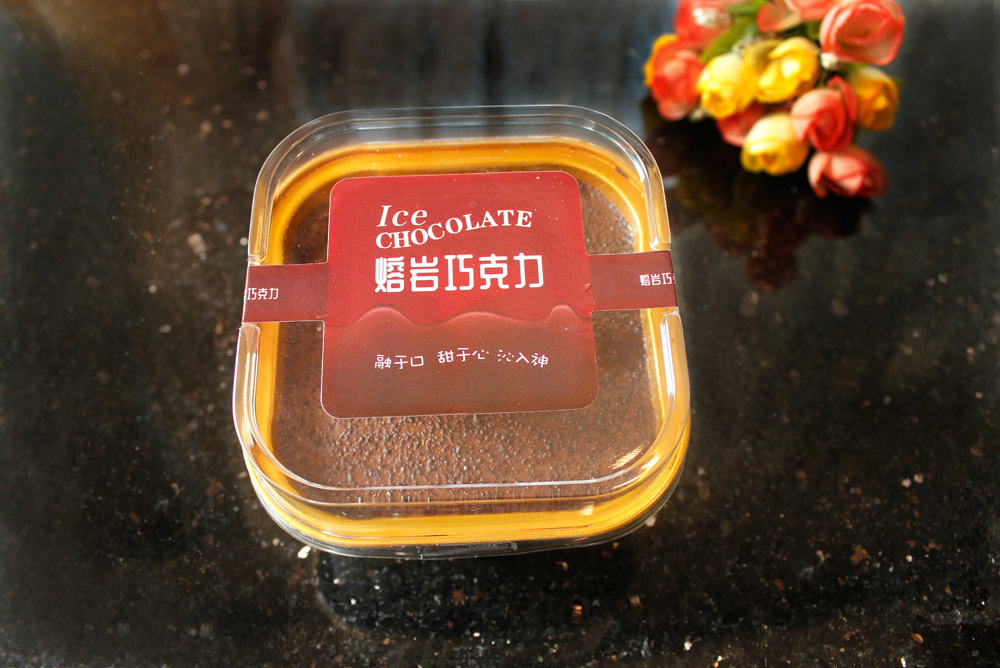 Ice
CHOCOLATE
熔岩巧克力
巧克力
熔岩巧
融于口 甜于心 沁入神